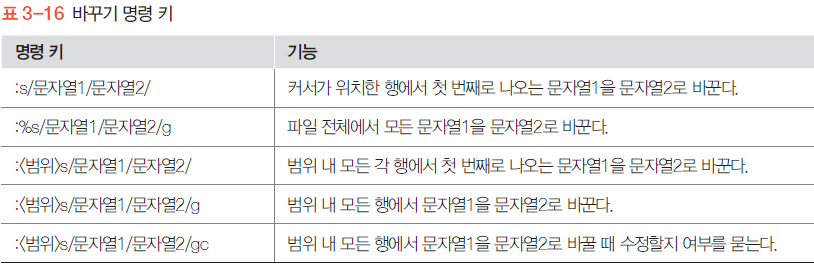 표 3-16 바꾸기 명령 키
명령 키 기능
:s/문자열1/문자열2/ 커서가 위치한 행에서 첫 번째로 나오는 문자열1을 문자열2로 바꾼다.
:%s/문자열1/문자열2/g 파일 전체에서 모든 문자열1을 문자열2로 바꾼다.
:<범위>s/문자열1/문자열2/ 범위 내 모든 각 행에서 첫 번째로 나오는 문자열1을 문자열2로 바꾼다.
:<범위>s/문자열1/문자열2/g 범위 내 모든 행에서 문자열1을 문자열2로 바꾼다.
:<범위>s/문자열1/문자열2/gc 범위 내 모든 행에서 문자열1을 문자열2로 바꿀 때 수정할지 여부를 묻는다.